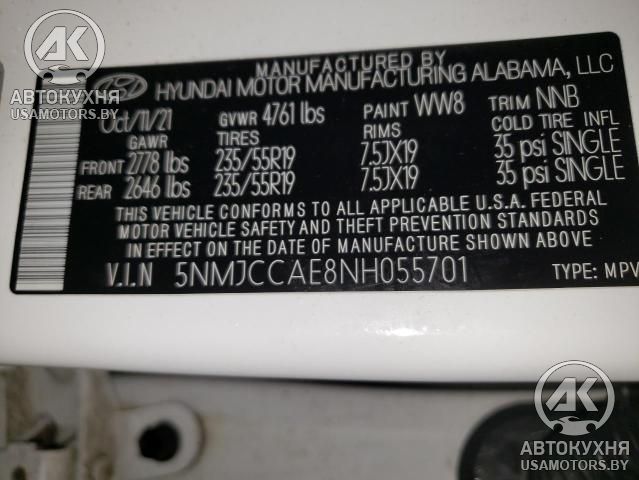 АК
АВТОКУХНЯ
USAMOTORS.BY
MANUFACTURED BY
HYUNDAI MOTOR MANUFACTURING ALABAMA, LLC
Oct/11/21 GVWR 4761 lbs PAINT WW8 TRIM NNB
GAWR TIRES RIMS COLD TIRE INFL
FRONT 2778 lbs 235/55R19 7.5JX19 35 psi SINGLE
REAR 2646 lbs 235/55R19 7.5JX19 35 psi SINGLE
THIS VEHICLE CONFORMS TO ALL APPLICABLE U.S.A. FEDERAL
MOTOR VEHICLE SAFETY AND THEFT PREVENTION STANDARDS
IN EFFECT ON THE DATE OF MANUFACTURE SHOWN ABOVE.
V.I.N 5NMJCCAE8NH055701 TYPE: MPV
АК
АВТОКУХНЯ
USAMOTORS.BY